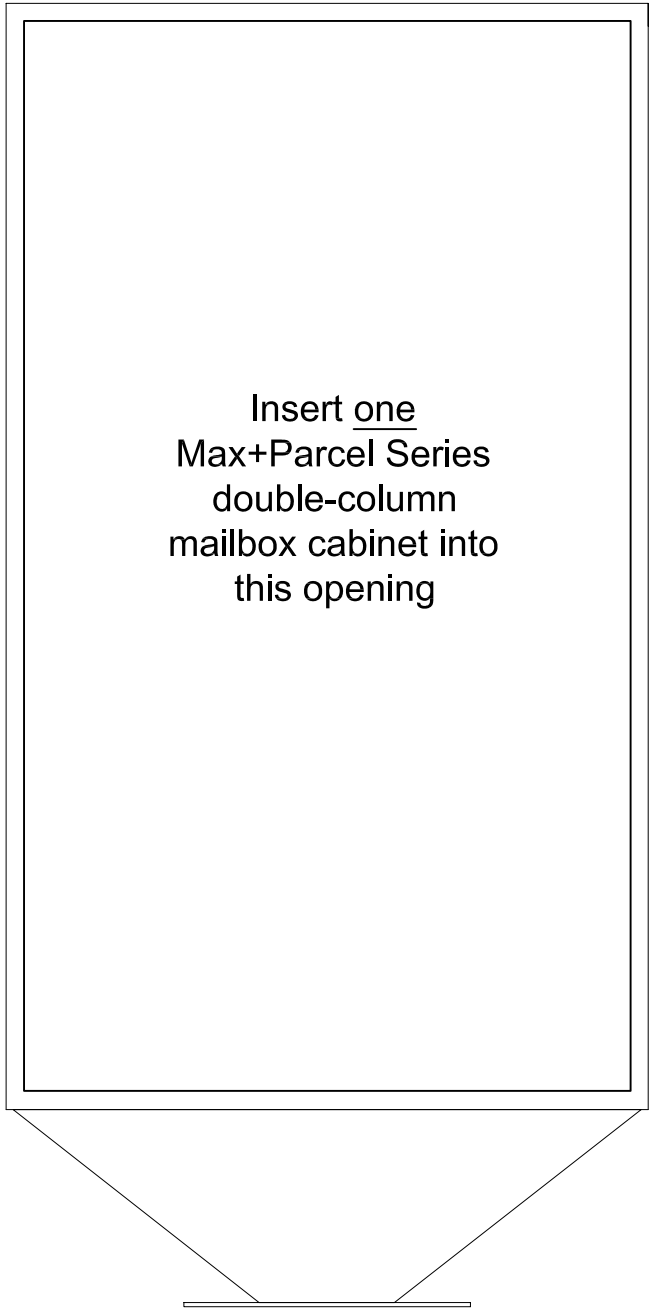 Insert one
Max+Parcel Series
double-column
mailbox cabinet into
this opening